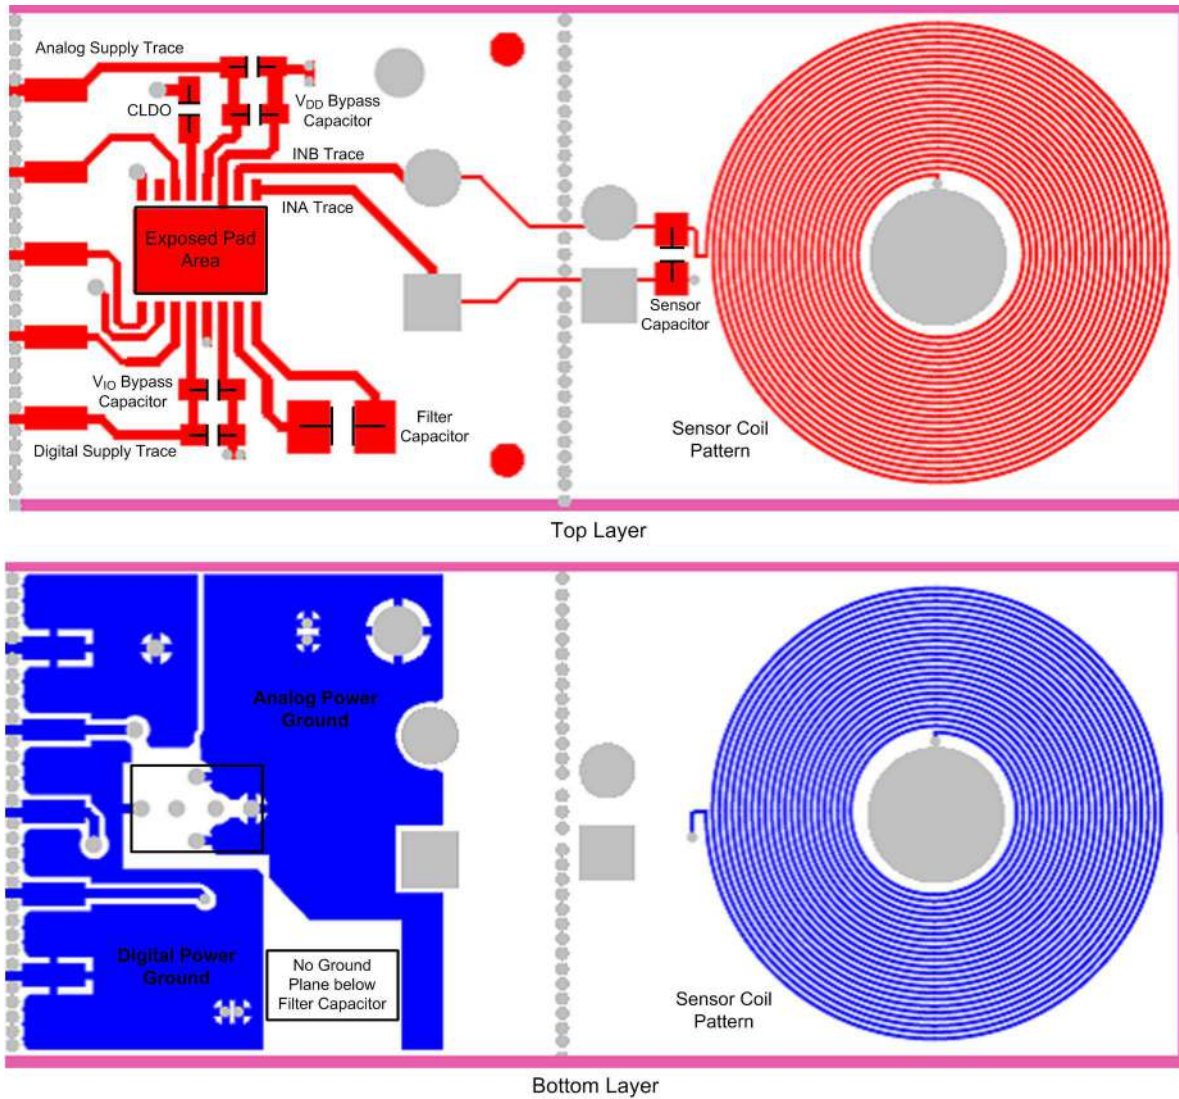 Analog Supply Trace
CLDO
VDD Bypass
Capacitor
INB Trace
INA Trace
Exposed Pad
Area
Sensor
Capacitor
VIO Bypass
Capacitor
Filter
Capacitor
Digital Supply Trace
Sensor Coil
Pattern
Top Layer
Analog Power
Ground
Digital Power
Ground
No Ground
Plane below
Filter Capacitor
Sensor Coil
Pattern
Bottom Layer